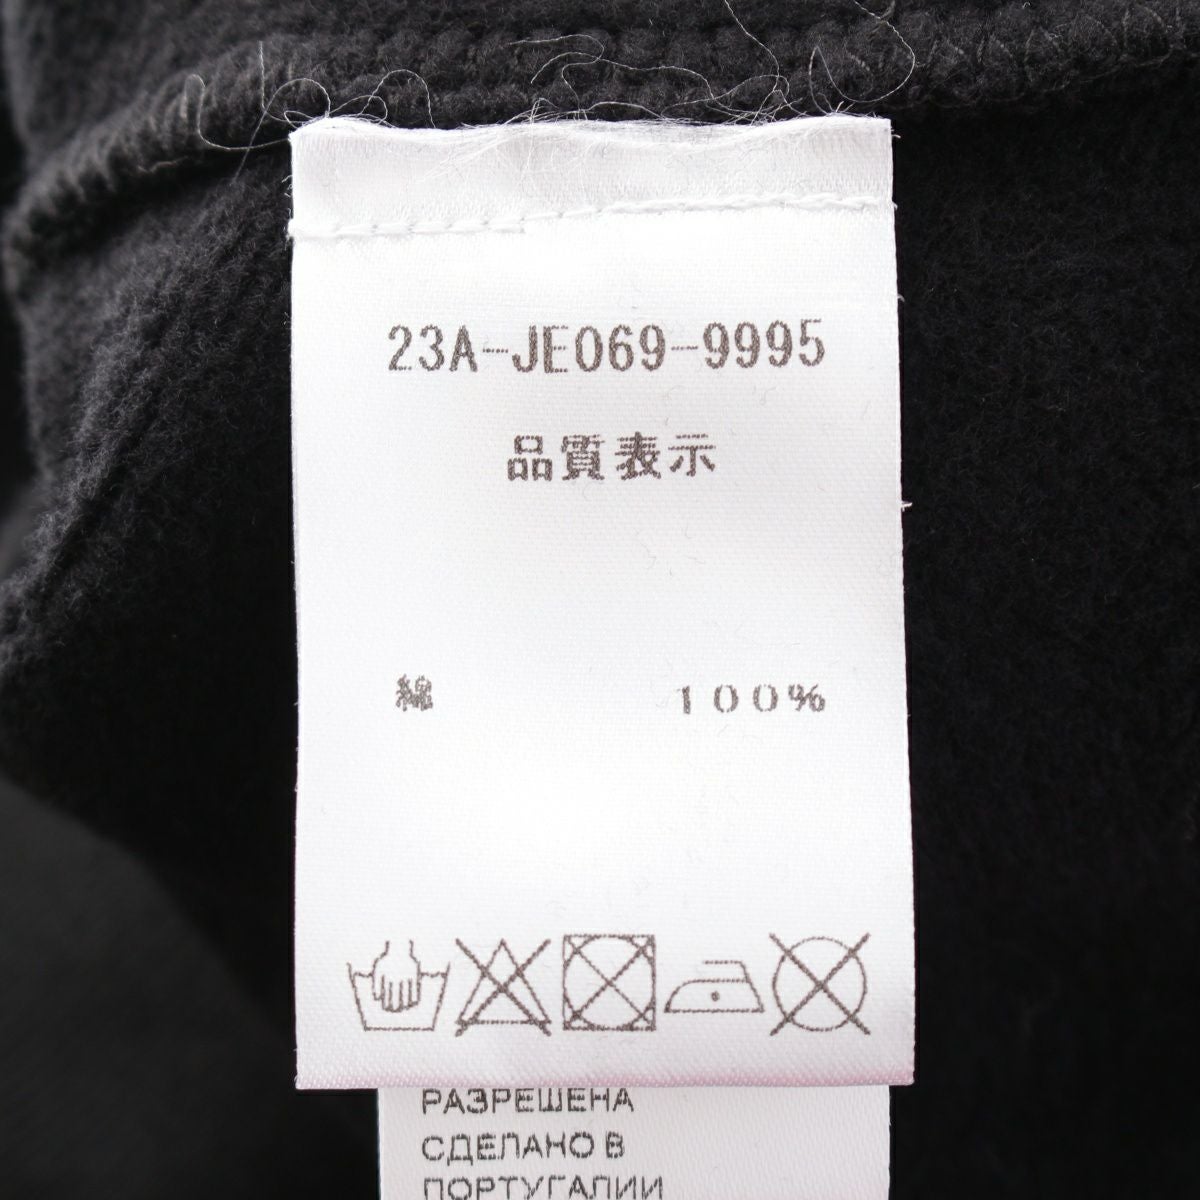 23A-JE069-9995
品質表示
綿 100%
РАЗРЕШЕНА
СДЕЛАНО В
ПОРТУГАЛИИ